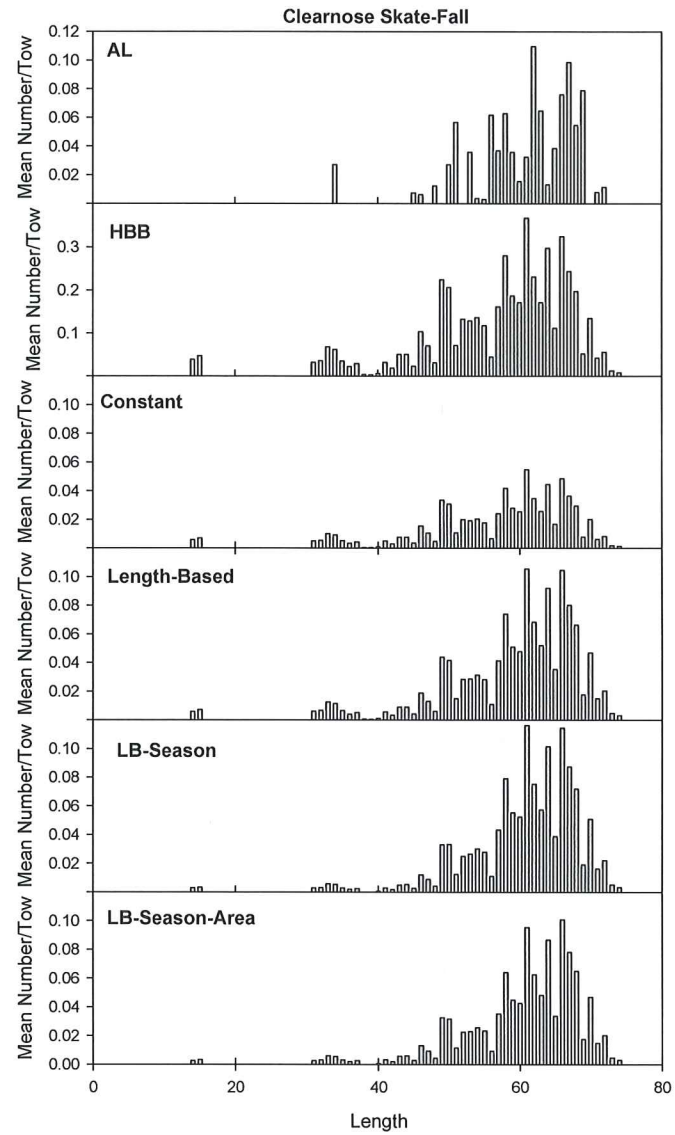 Clearnose Skate-Fall
AL
Mean Number/Tow
0.12
0.10
0.08
0.06
0.04
0.02
HBB
Mean Number/Tow
0.3
0.2
0.1
Constant
Mean Number/Tow
0.10
0.08
0.06
0.04
0.02
Length-Based
Mean Number/Tow
0.10
0.08
0.06
0.04
0.02
LB-Season
Mean Number/Tow
0.10
0.08
0.06
0.04
0.02
LB-Season-Area
Mean Number/Tow
0.10
0.08
0.06
0.04
0.02
0.00
0 20 40 60 80
Length